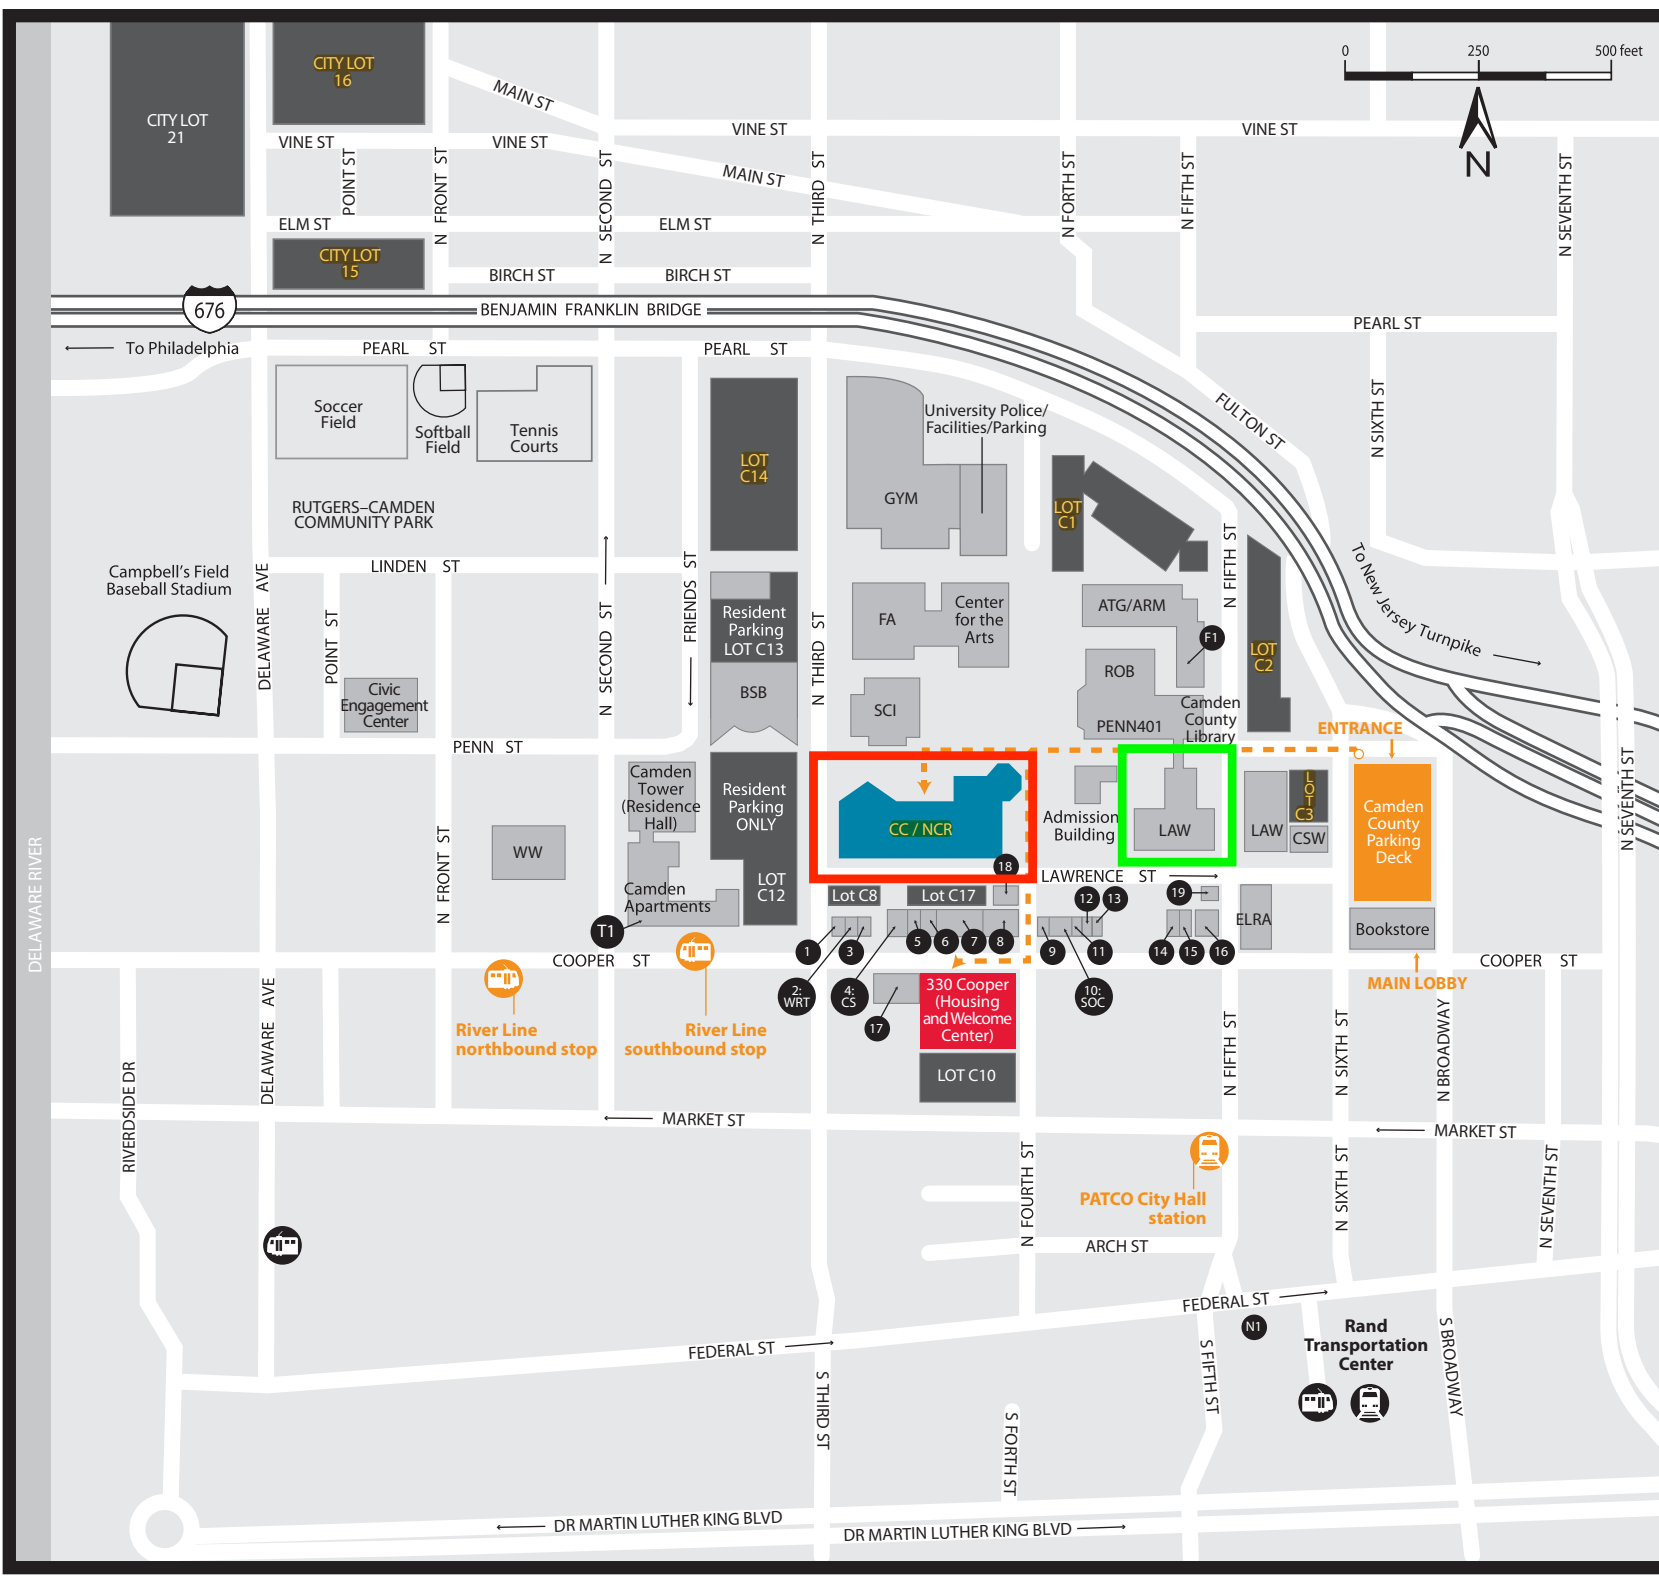 0 250 500 feet
N
CITY LOT
16
CITY LOT
21
MAIN ST
VINE ST
VINE ST
VINE ST
VINE ST
POINT ST
N FRONT ST
N SECOND ST
N THIRD ST
N FORTH ST
N FIFTH ST
N SEVENTH ST
MAIN ST
ELM ST
ELM ST
CITY LOT
15
BIRCH ST
BIRCH ST
676
BENJAMIN FRANKLIN BRIDGE
To Philadelphia
PEARL ST
PEARL ST
PEARL ST
Soccer
Field
Softball
Field
Tennis
Courts
RUTGERS–CAMDEN
COMMUNITY PARK
LOT
C14
University Police/
Facilities/Parking
GYM
LOT
C1
FULTON ST
N SIXTH ST
N FIFTH ST
To New Jersey Turnpike
Campbell's Field
Baseball Stadium
LINDEN ST
DELAWARE AVE
POINT ST
N SECOND ST
FRIENDS ST
N THIRD ST
Resident
Parking
LOT C13
BSB
FA
Center
for the
Arts
SCI
ATG/ARM
F1
ROB
PENN401
Camden
County
Library
LOT
C2
Civic
Engagement
Center
PENN ST
ENTRANCE
Camden
Tower
(Residence
Hall)
Resident
Parking
ONLY
CC / NCR
Admission
Building
LAW
LAW
LOT
C3
CSW
Camden
County
Parking
Deck
N SEVENTH ST
DELAWARE RIVER
N FRONT ST
WW
Camden
Apartments
LOT
C12
18
LAWRENCE ST
Lot C8
Lot C17
12
13
19
ELRA
Bookstore
T1
1
3
5
6
7
8
9
11
14
15
16
COOPER ST
COOPER ST
MAIN LOBBY
2:
WRT
4:
CS
10:
SOC
17
330 Cooper
(Housing
and Welcome
Center)
LOT C10
River Line
northbound stop
River Line
southbound stop
DELAWARE AVE
RIVERDSIDE DR
N FIFTH ST
N SIXTH ST
N BROADWAY
MARKET ST
MARKET ST
N FOURTH ST
N SIXTH ST
N SEVENTH ST
PATCO City Hall
station
ARCH ST
FEDERAL ST
FEDERAL ST
N1
Rand
Transportation
Center
S THIRD ST
S FORTH ST
S FIFTH ST
S BROADWAY
DR MARTIN LUTHER KING BLVD
DR MARTIN LUTHER KING BLVD